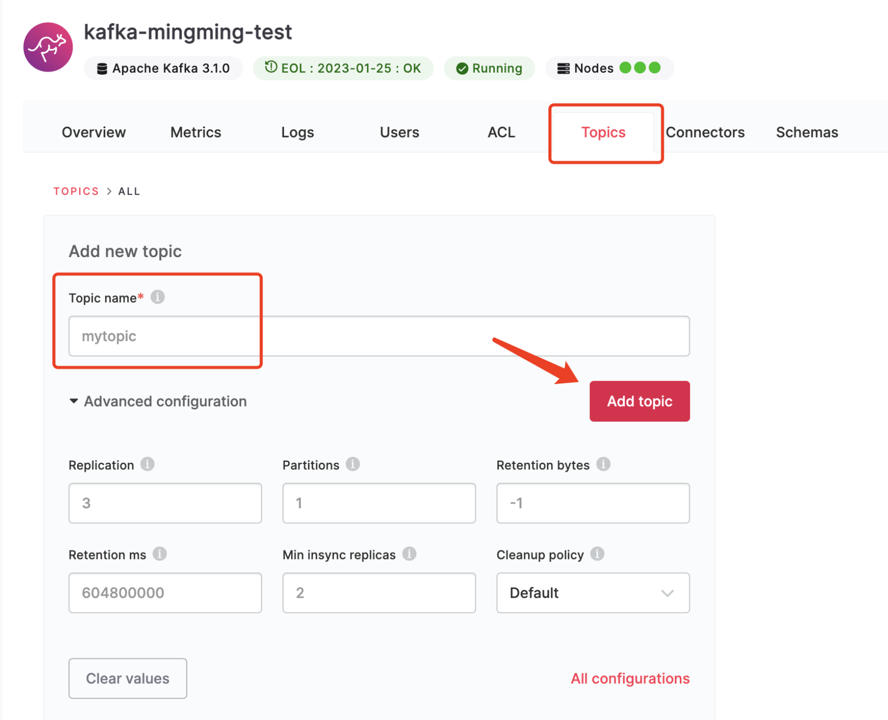 kafka-mingming-test
Apache Kafka 3.1.0 EOL : 2023-01-25 : OK Running Nodes
Overview Metrics Logs Users ACL Topics Connectors Schemas
TOPICS > ALL
Add new topic
Topic name*
mytopic
Advanced configuration Add topic
Replication Partitions Retention bytes
3 1 -1
Retention ms Min insync replicas Cleanup policy
604800000 2 Default
Clear values All configurations